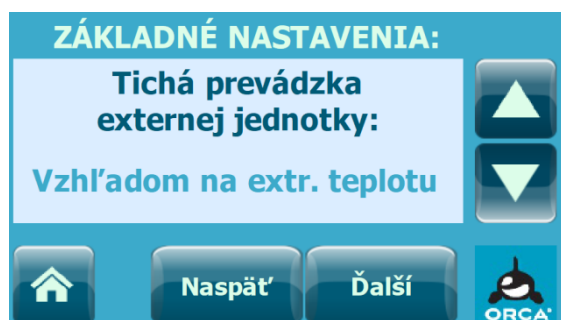 ZÁKLADNÉ NASTAVENIA:
Tichá prevádzka
externej jednotky:
Vzhľadom na extr. teplotu
Naspäť
Ďalší
ORCA